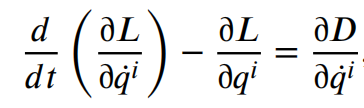 d/dt (∂L/∂q̇ⁱ) − ∂L/∂qⁱ = ∂D/∂q̇ⁱ.